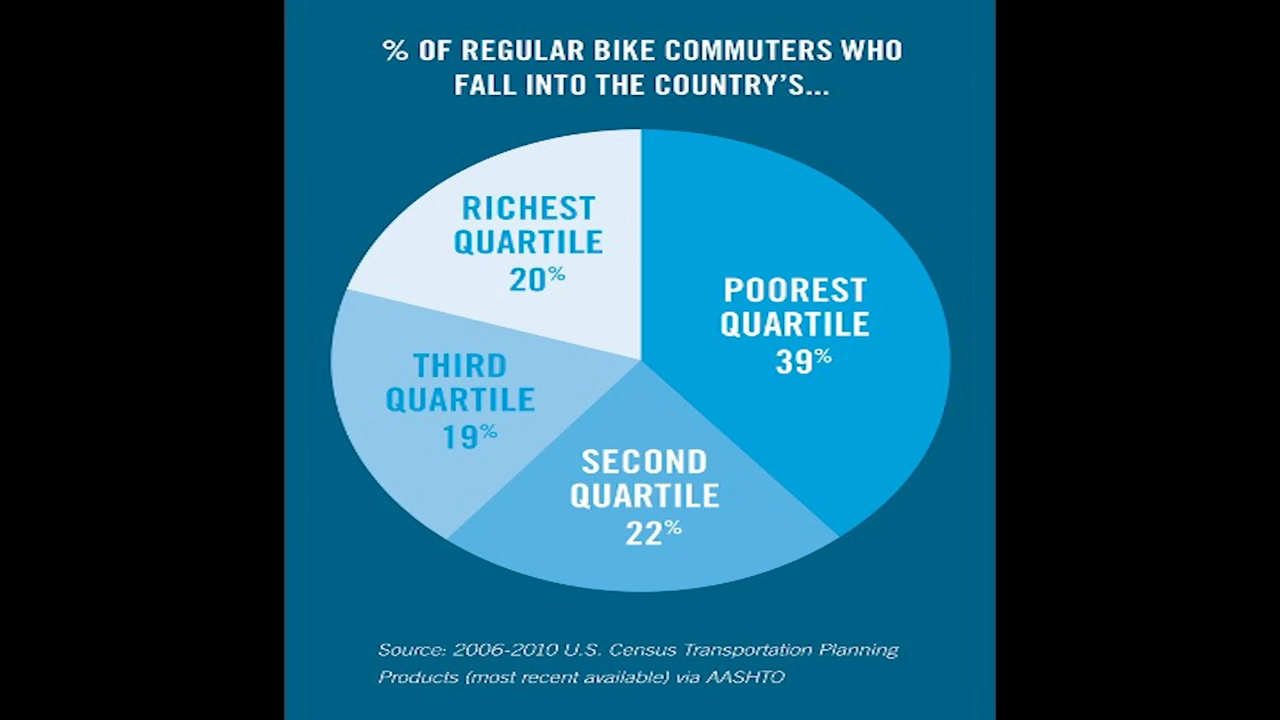 % OF REGULAR BIKE COMMUTERS WHO
FALL INTO THE COUNTRY'S...
RICHEST
QUARTILE
20%
POOREST
QUARTILE
39%
THIRD
QUARTILE
19%
SECOND
QUARTILE
22%
Source: 2006-2010 U.S. Census Transportation Planning
Products (most recent available) via AASHTO